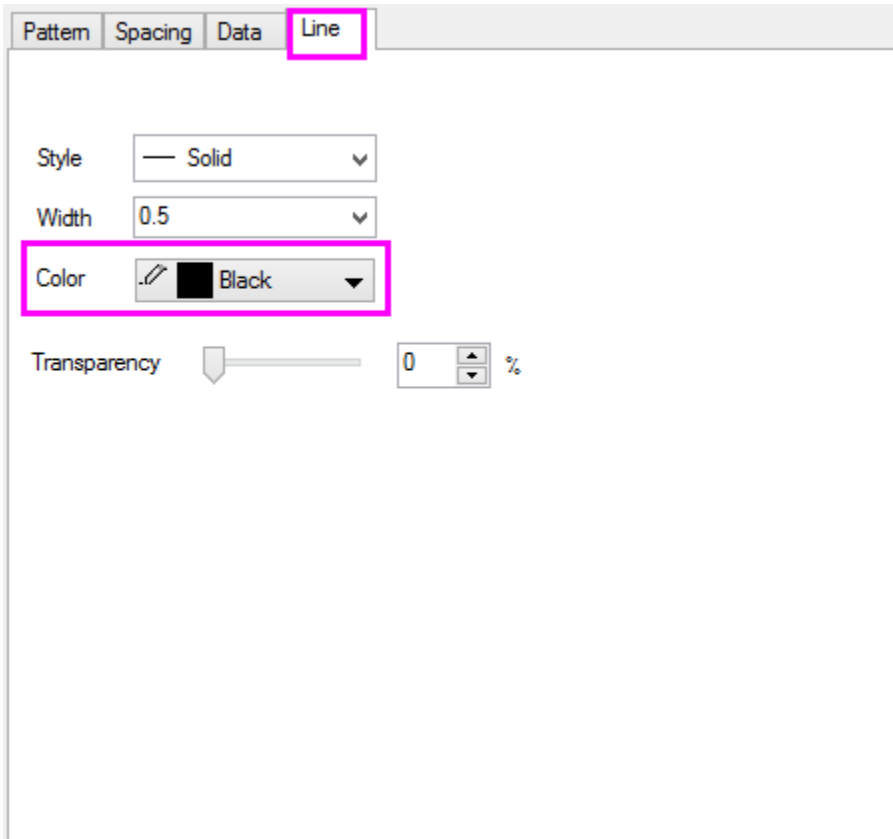 Pattern Spacing Data Line
Style Solid
Width 0.5
Color Black
Transparency 0 %